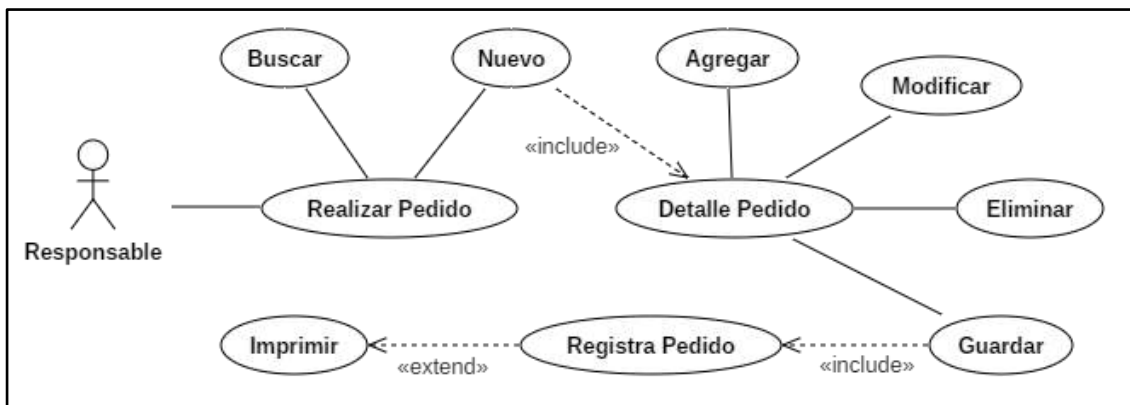 Buscar
Nuevo
Agregar
Modificar
«include»
Responsable
Realizar Pedido
Detalle Pedido
Eliminar
Imprimir
«extend»
Registra Pedido
«include»
Guardar